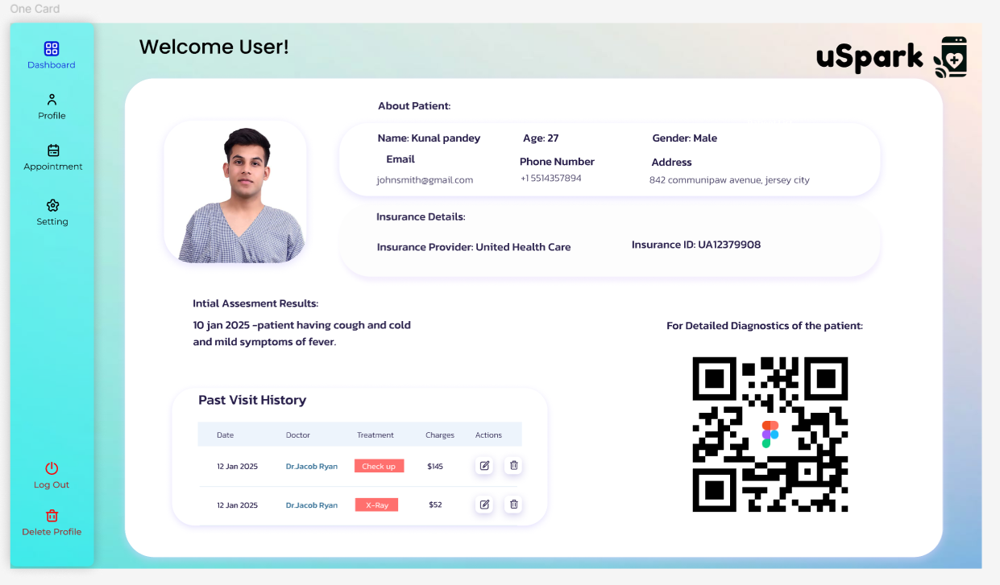 One Card
Welcome User!
uSpark
Dashboard
Profile
Appointment
Setting
Log Out
Delete Profile
About Patient:
Name: Kunal pandey Age: 27 Gender: Male
Email Phone Number Address
johnsmith@gmail.com +1 5514357894 842 communipaw avenue, jersey city
Insurance Details:
Insurance Provider: United Health Care Insurance ID: UA12379908
Intial Assesment Results:
10 jan 2025 -patient having cough and cold
and mild symptoms of fever.
For Detailed Diagnostics of the patient:
Past Visit History
Date Doctor Treatment Charges Actions
12 Jan 2025 Dr.Jacob Ryan Check up $145
12 Jan 2025 Dr.Jacob Ryan X-Ray $52